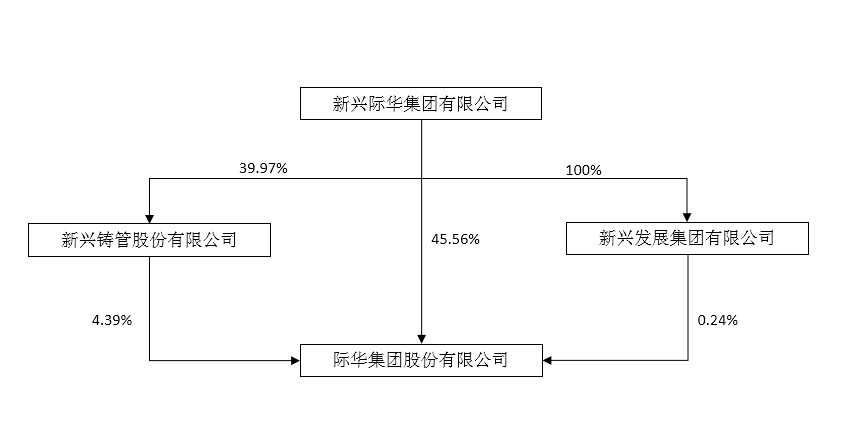 新兴际华集团有限公司
39.97%
100%
新兴铸管股份有限公司
45.56%
新兴发展集团有限公司
4.39%
0.24%
际华集团股份有限公司